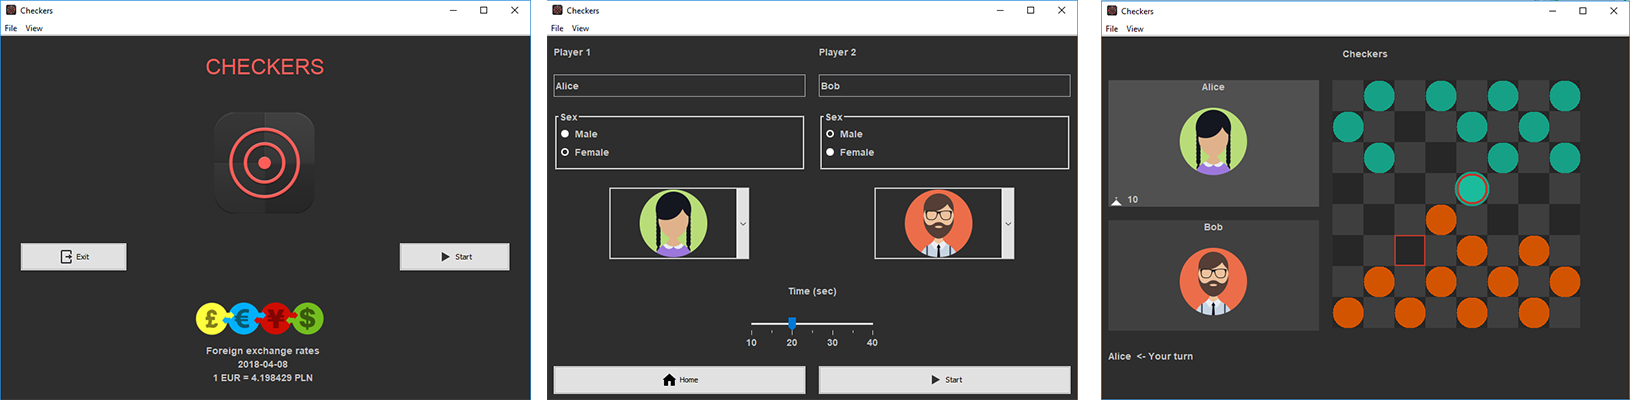 Checkers
File View
CHECKERS
Exit
Start
£ € ¥ $
Foreign exchange rates
2018-04-08
1 EUR = 4.198429 PLN
Checkers
File View
Player 1
Player 2
Alice
Bob
Sex
Male
Female
Sex
Male
Female
Time (sec)
10 20 30 40
Home
Start
Checkers
File View
Checkers
Alice
10
Bob
Alice <- Your turn